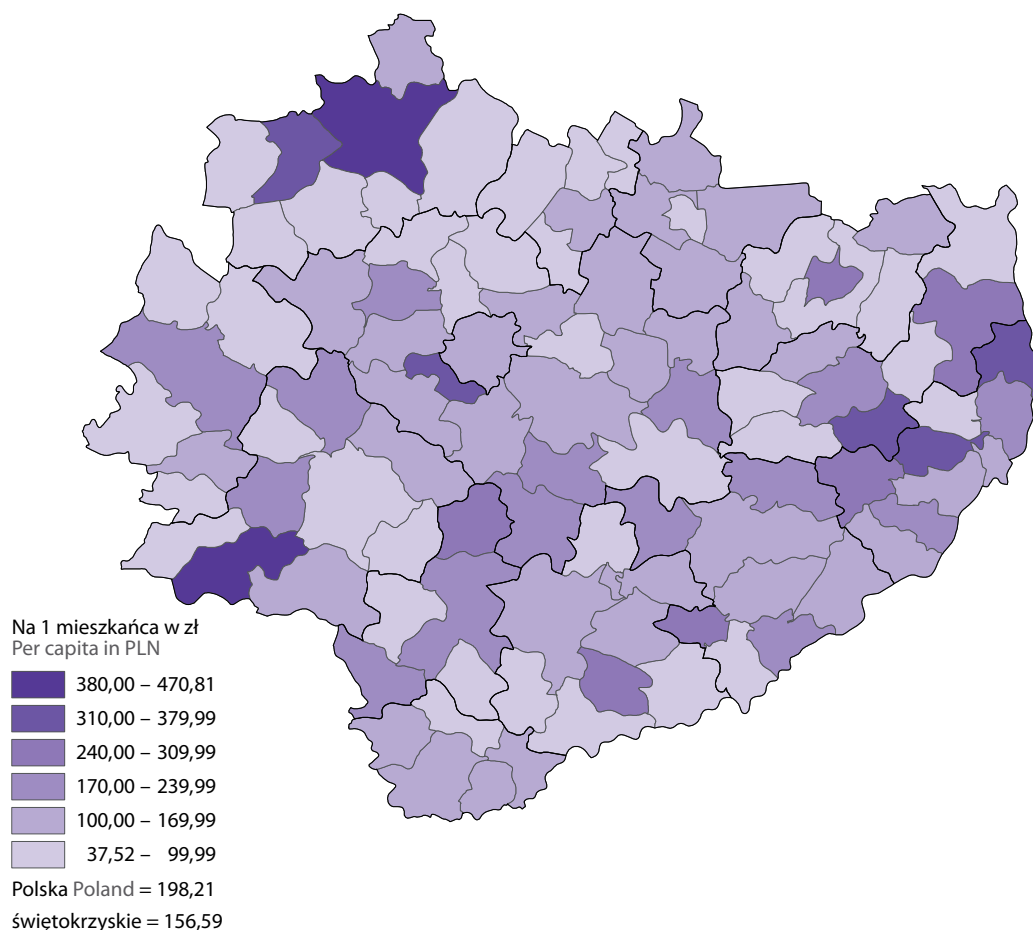 Na 1 mieszkańca w zł
Per capita in PLN
380,00 – 470,81
310,00 – 379,99
240,00 – 309,99
170,00 – 239,99
100,00 – 169,99
37,52 – 99,99
Polska Poland = 198,21
świętokrzyskie = 156,59